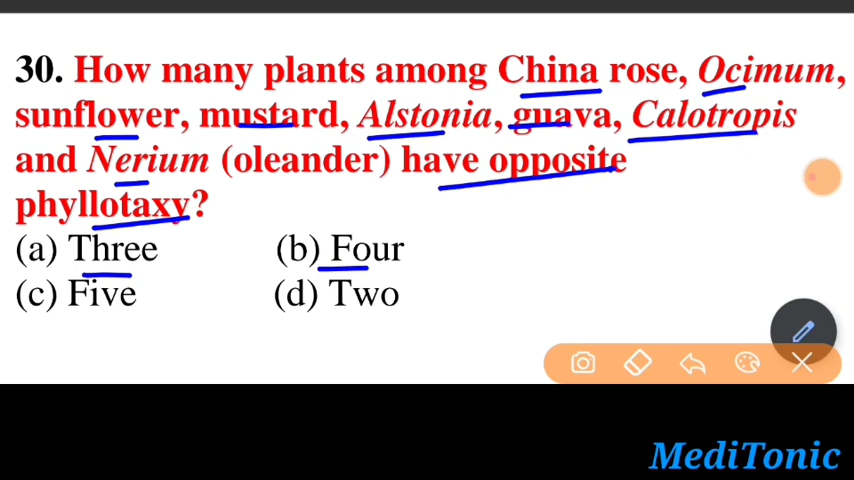 30. How many plants among China rose, Ocimum,
sunflower, mustard, Alstonia, guava, Calotropis
and Nerium (oleander) have opposite
phyllotaxy?
(a) Three (b) Four
(c) Five (d) Two
MediTonic